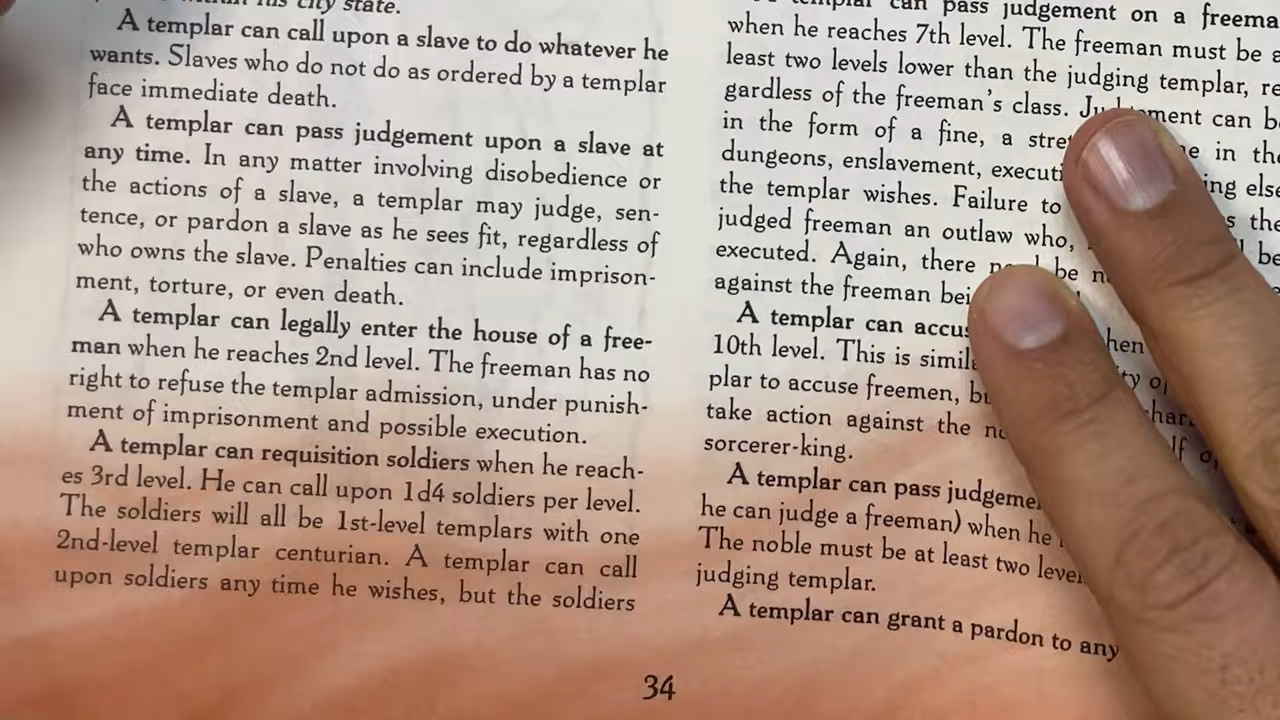 his city state.
A templar can call upon a slave to do whatever he
wants. Slaves who do not do as ordered by a templar
face immediate death.
A templar can pass judgement upon a slave at
any time. In any matter involving disobedience or
the actions of a slave, a templar may judge, sen-
tence, or pardon a slave as he sees fit, regardless of
who owns the slave. Penalties can include imprison-
ment, torture, or even death.
A templar can legally enter the house of a free-
man when he reaches 2nd level. The freeman has no
right to refuse the templar admission, under punish-
ment of imprisonment and possible execution.
A templar can requisition soldiers when he reach-
es 3rd level. He can call upon 1d4 soldiers per level.
The soldiers will all be 1st-level templars with one
2nd-level templar centurian. A templar can call
upon soldiers any time he wishes, but the soldiers
templar can pass judgement on a freema
when he reaches 7th level. The freeman must be a
least two levels lower than the judging templar, re
gardless of the freeman's class. ment can b
in the form of a fine, a in the
dungeons, enslavement, else
the templar wishes. Failure to the
judged freeman an outlaw who, be
executed. Again, there be
against the freeman
A templar can
10th level. This is
plar to accuse freemen,
take action against the
sorcerer-king.
A templar can pass
he can judge a freeman) when he
The noble must be at least two
judging templar.
A templar can grant a pardon to any
34